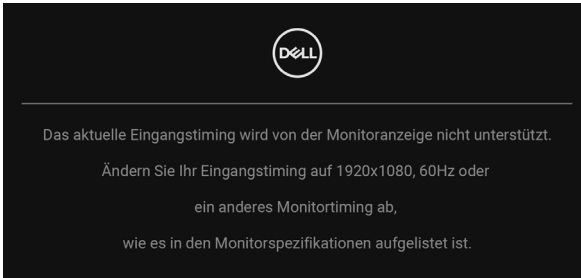 DELL
Das aktuelle Eingangstiming wird von der Monitoranzeige nicht unterstützt.
Ändern Sie Ihr Eingangstiming auf 1920x1080, 60Hz oder
ein anderes Monitortiming ab,
wie es in den Monitorspezifikationen aufgelistet ist.